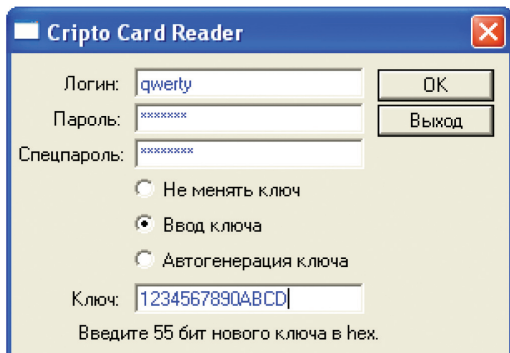 Cripto Card Reader
Логин: qwerty OK
Пароль: ******* Выход
Спецпароль: ********
Не менять ключ
Ввод ключа
Автогенерация ключа
Ключ: 1234567890ABCD
Введите 55 бит нового ключа в hex.